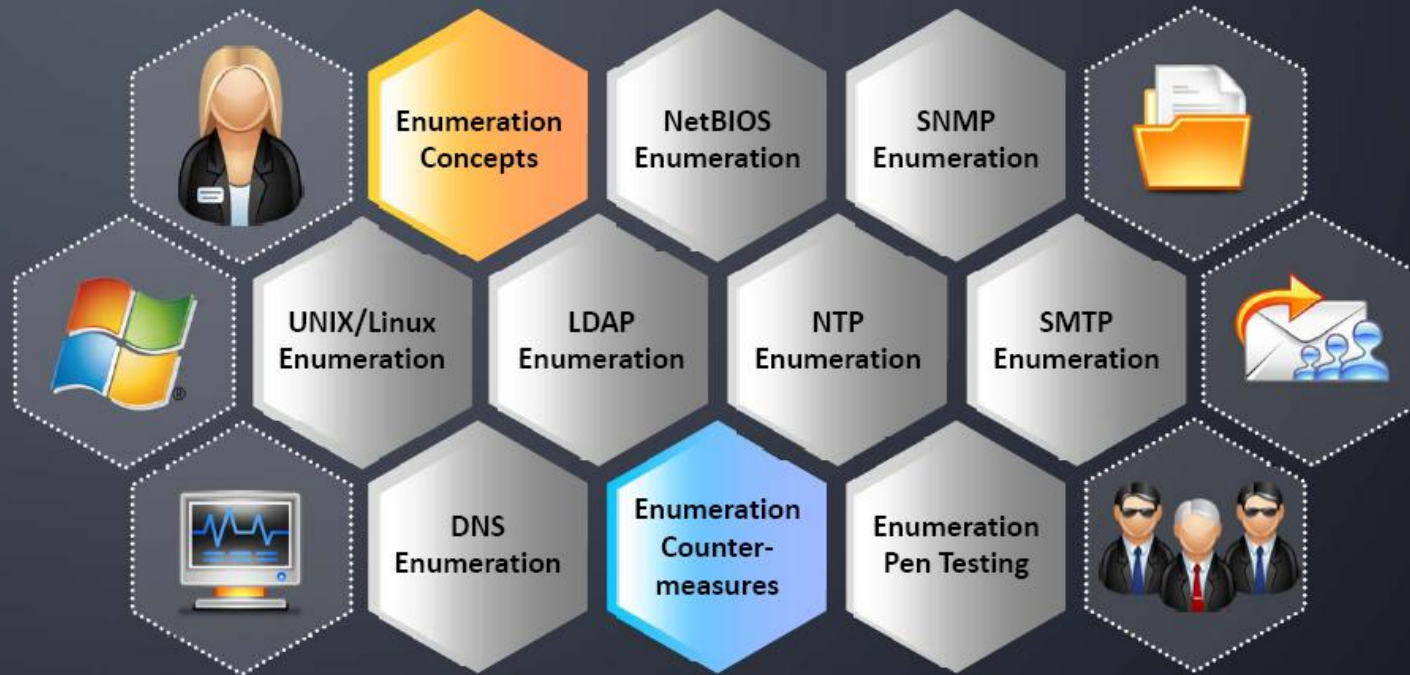 Enumeration
Concepts
NetBIOS
Enumeration
SNMP
Enumeration
UNIX/Linux
Enumeration
LDAP
Enumeration
NTP
Enumeration
SMTP
Enumeration
®
DNS
Enumeration
Enumeration
Counter-
measures
Enumeration
Pen Testing